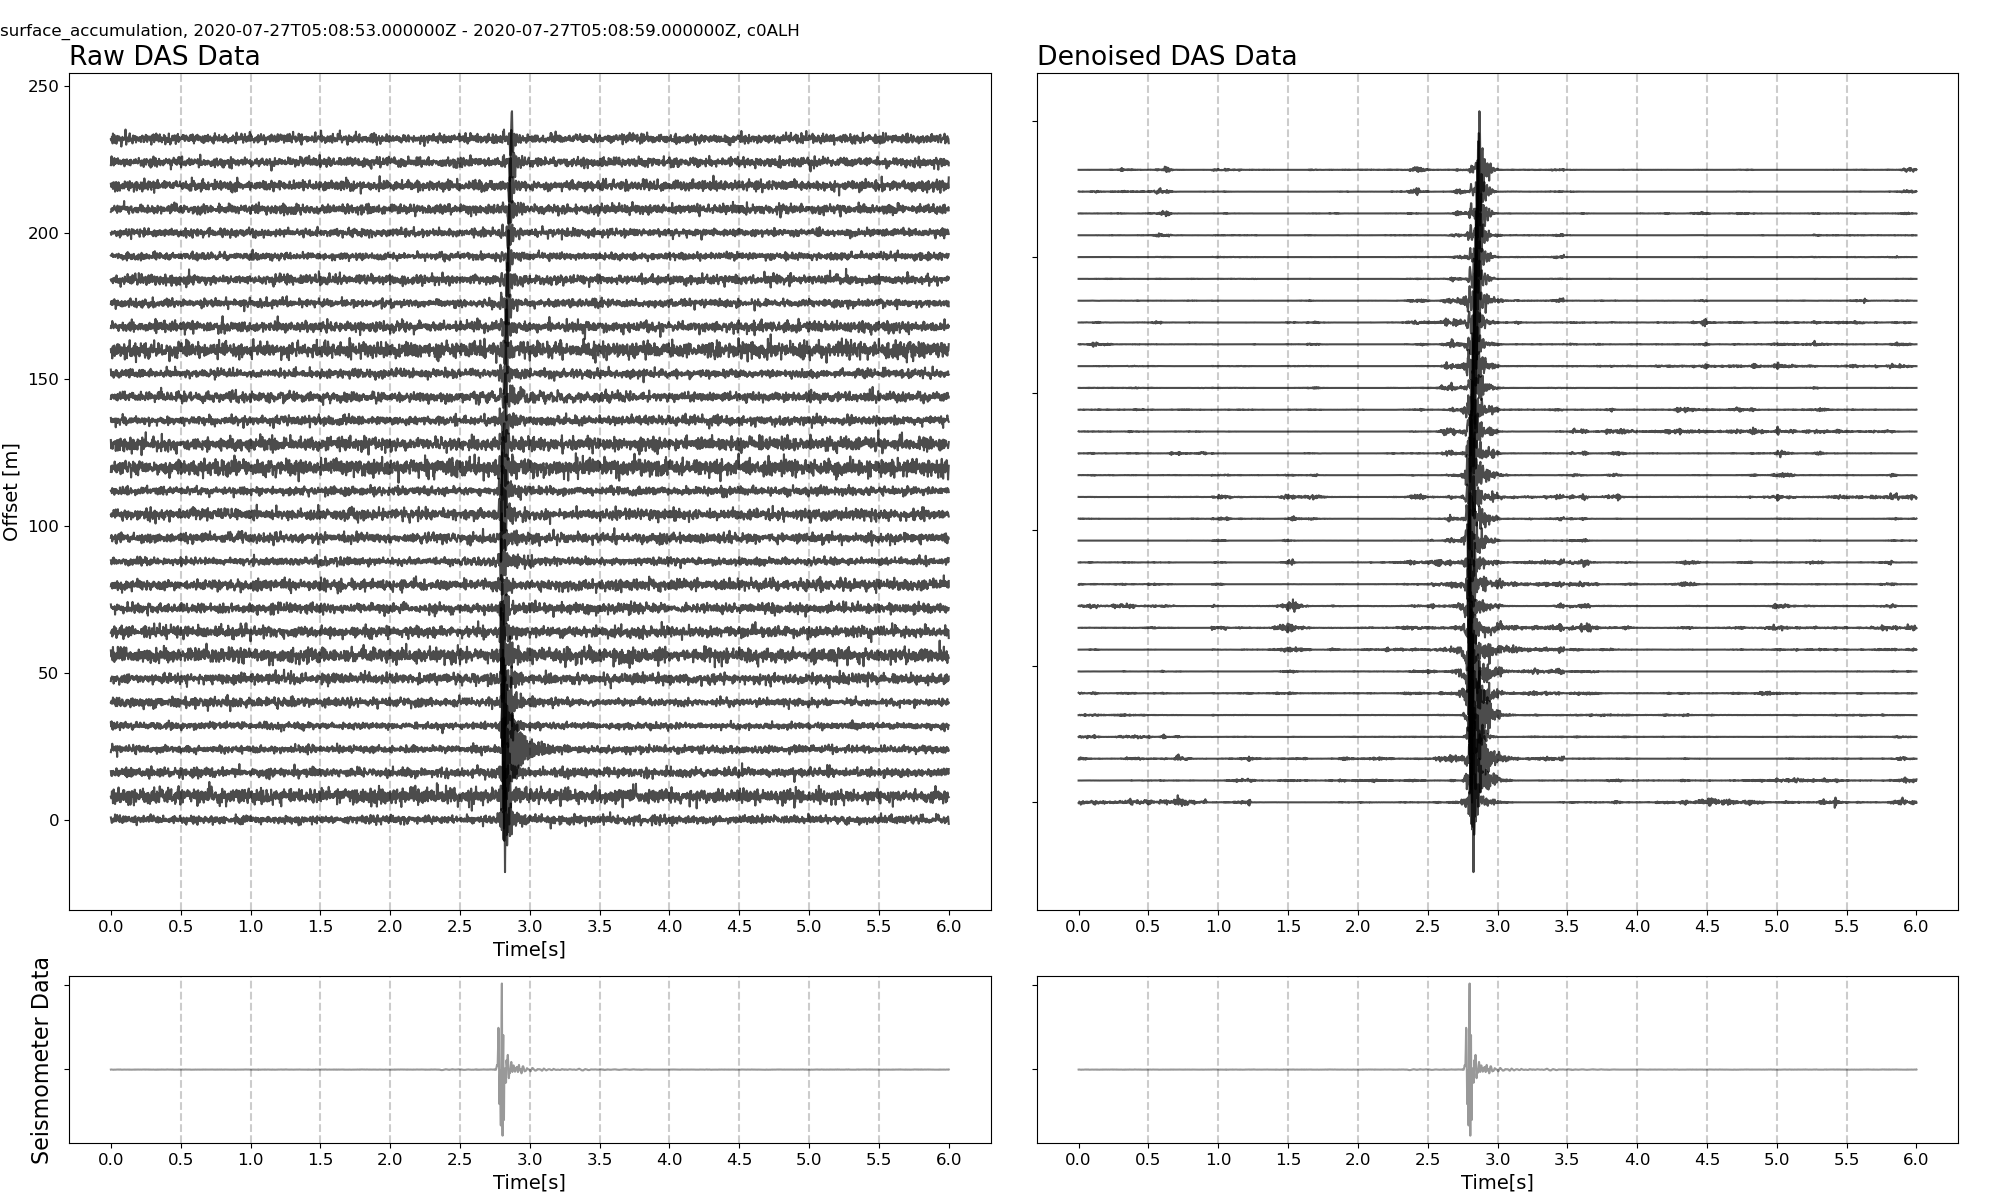 surface_accumulation, 2020-07-27T05:08:53.000000Z - 2020-07-27T05:08:59.000000Z, c0ALH
Raw DAS Data
Denoised DAS Data
250
200
150
100
50
0
Offset [m]
0.0 0.5 1.0 1.5 2.0 2.5 3.0 3.5 4.0 4.5 5.0 5.5 6.0
Time[s]
0.0 0.5 1.0 1.5 2.0 2.5 3.0 3.5 4.0 4.5 5.0 5.5 6.0
Seismometer Data
0.0 0.5 1.0 1.5 2.0 2.5 3.0 3.5 4.0 4.5 5.0 5.5 6.0
Time[s]
0.0 0.5 1.0 1.5 2.0 2.5 3.0 3.5 4.0 4.5 5.0 5.5 6.0
Time[s]